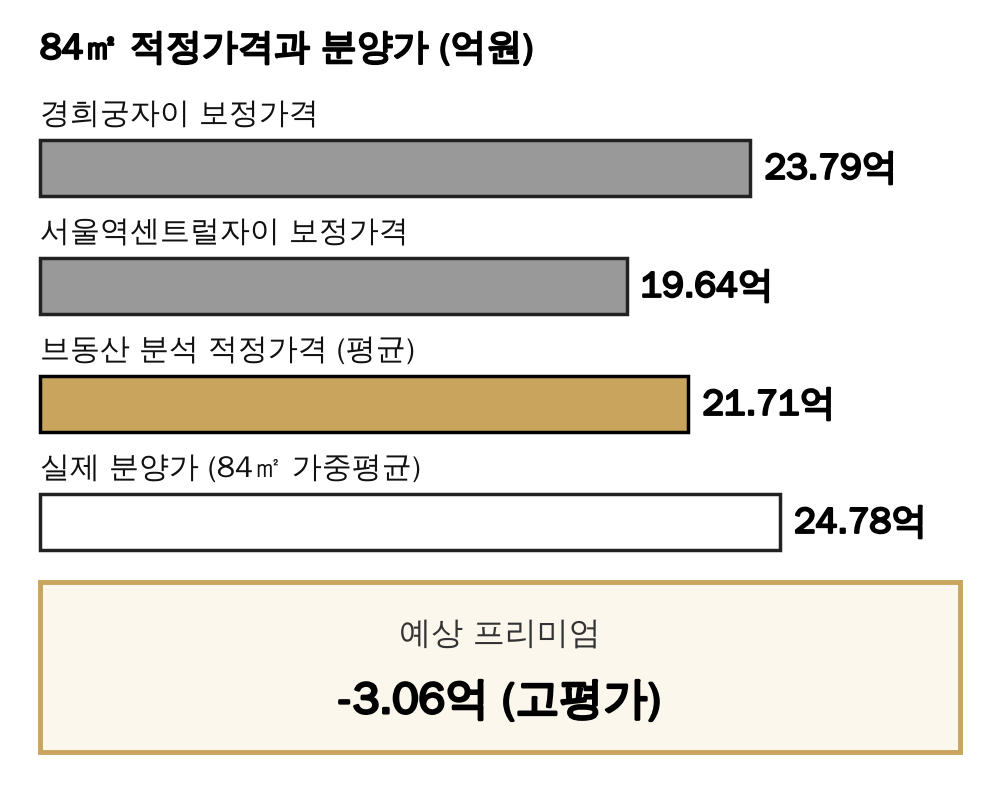 84㎡ 적정가격과 분양가 (억원)
경희궁자이 보정가격
23.79억
서울역센트럴자이 보정가격
19.64억
브동산 분석 적정가격 (평균)
21.71억
실제 분양가 (84㎡ 가중평균)
24.78억
예상 프리미엄
-3.06억 (고평가)